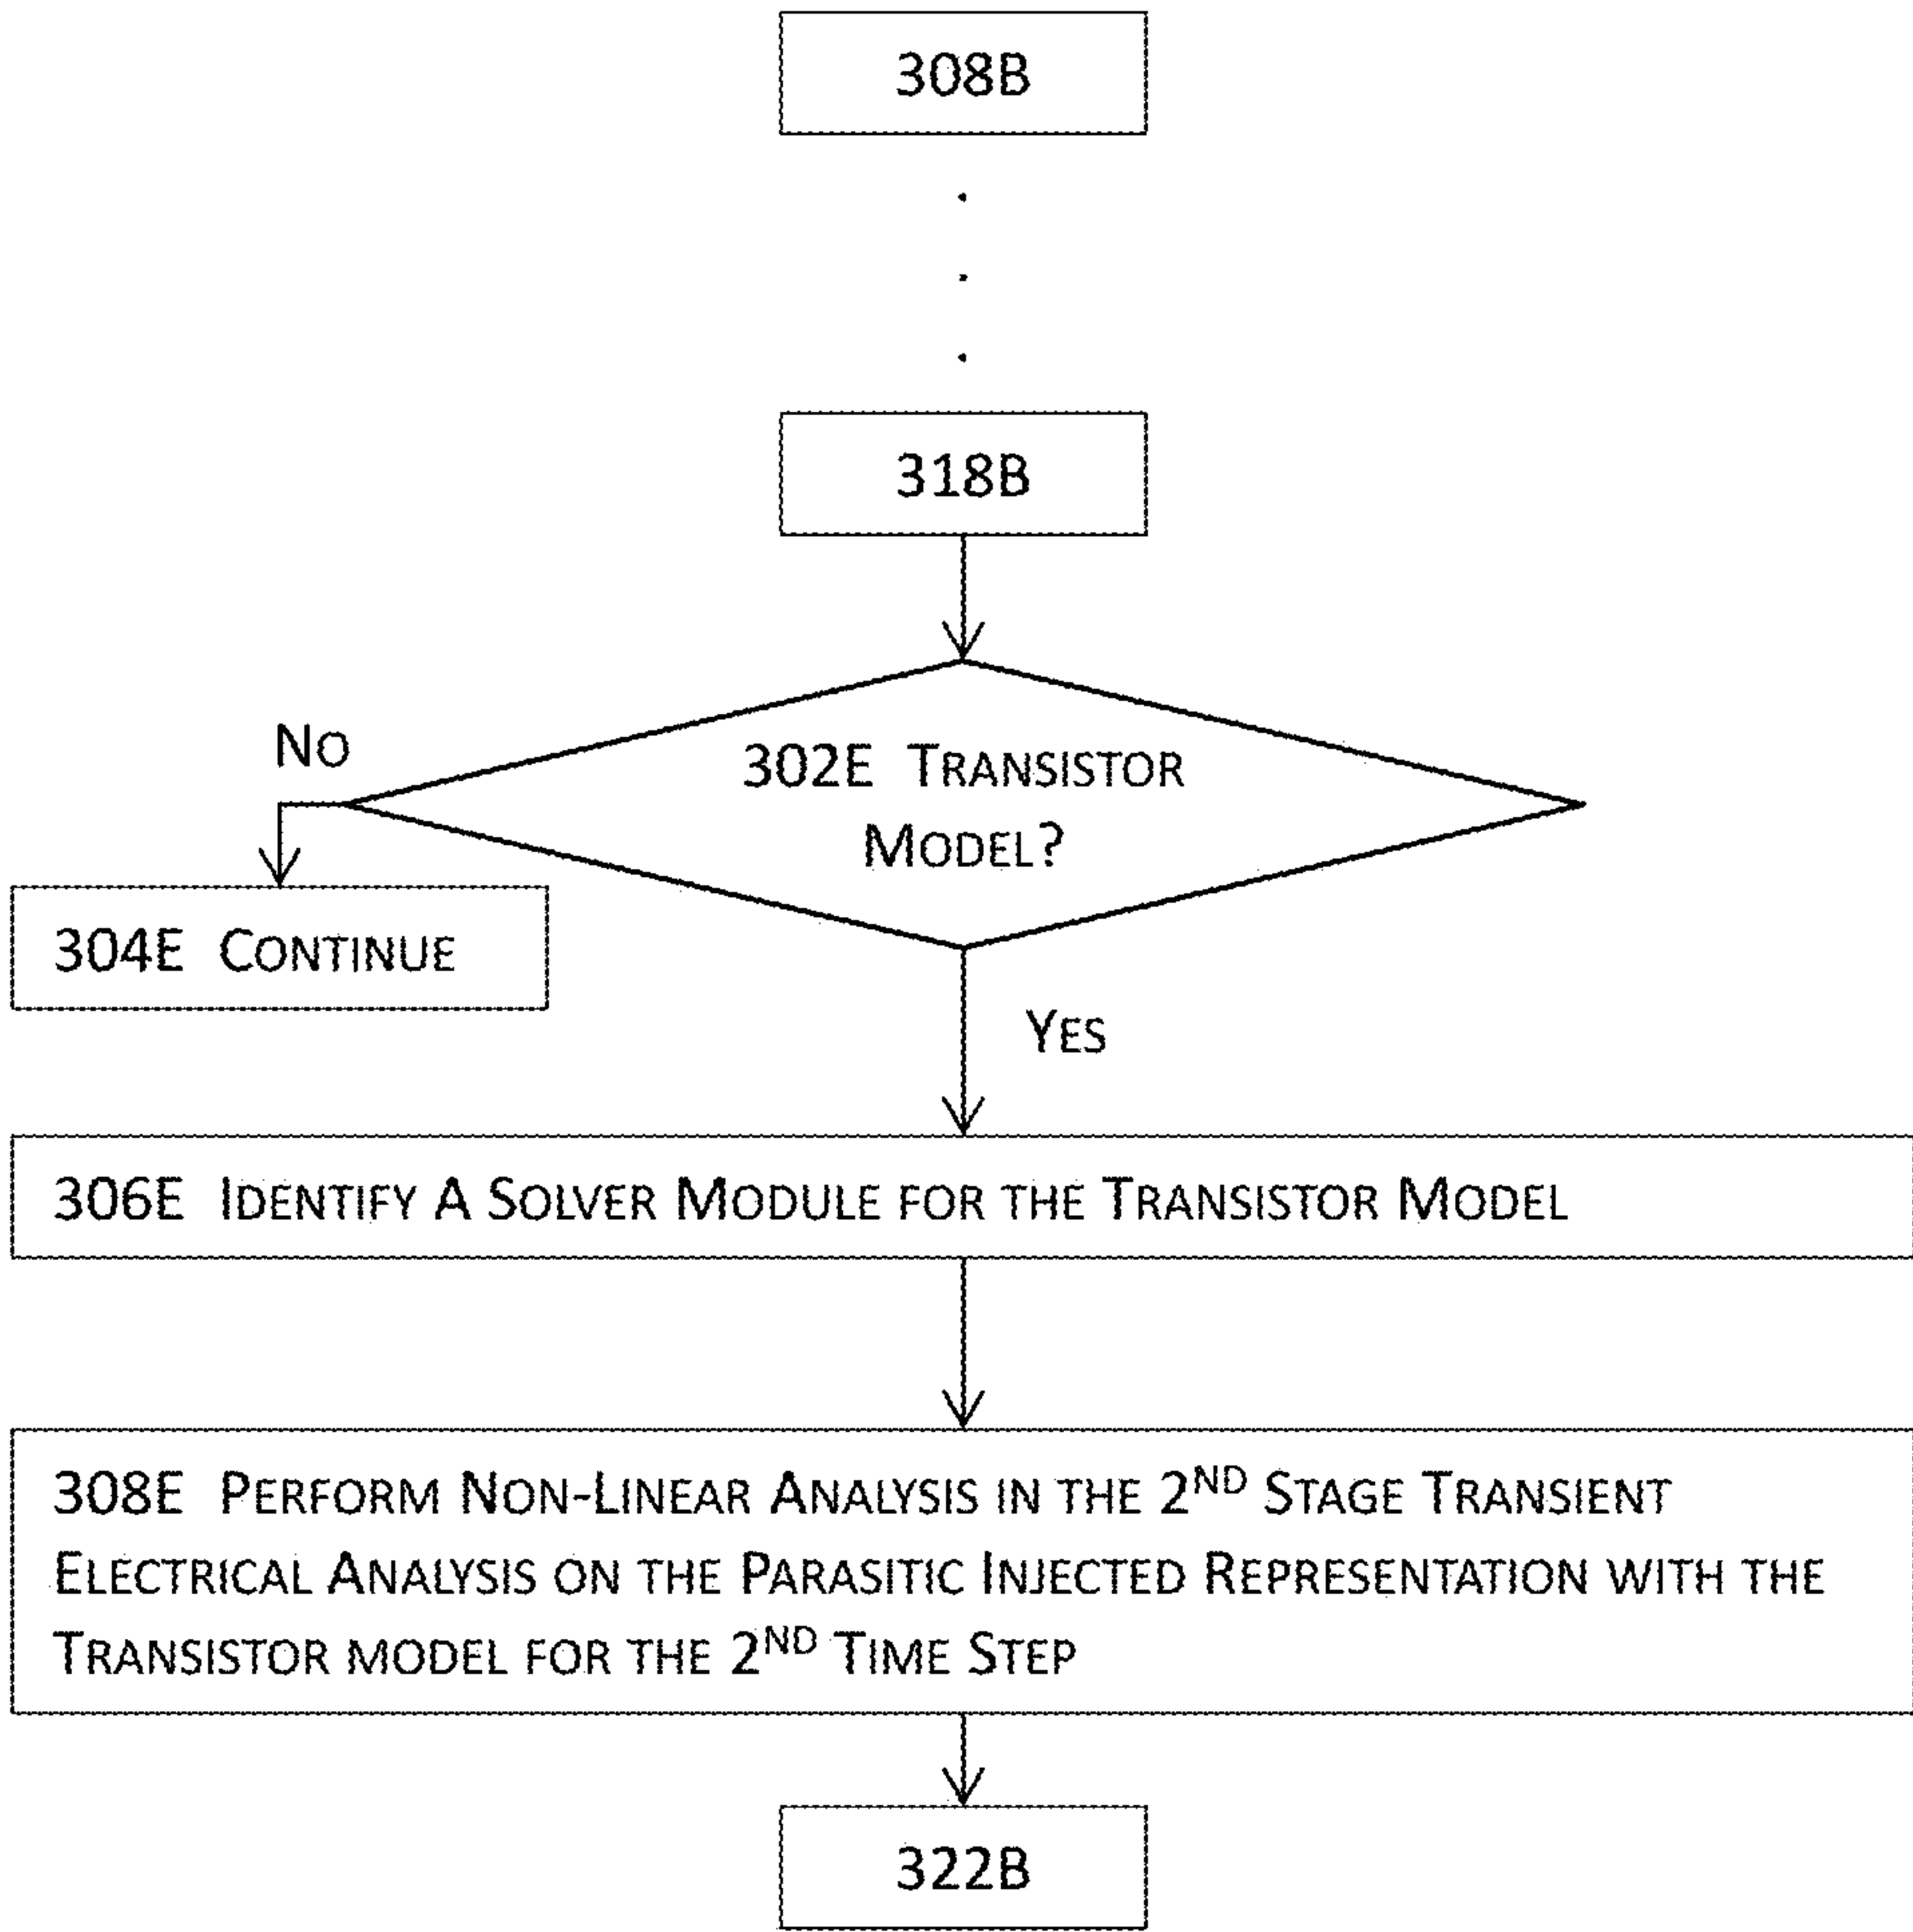 308B
318B
No
302E Transistor
Model?
304E Continue
Yes
306E Identify A Solver Module for the Transistor Model
308E Perform Non-Linear Analysis in the 2nd Stage Transient
Electrical Analysis on the Parasitic Injected Representation with the
Transistor model for the 2nd Time Step
322B